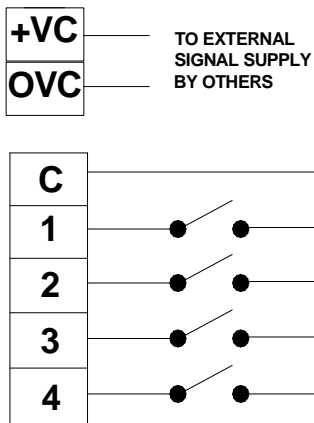 +VC
OVC
TO EXTERNAL
SIGNAL SUPPLY
BY OTHERS
C
1
2
3
4